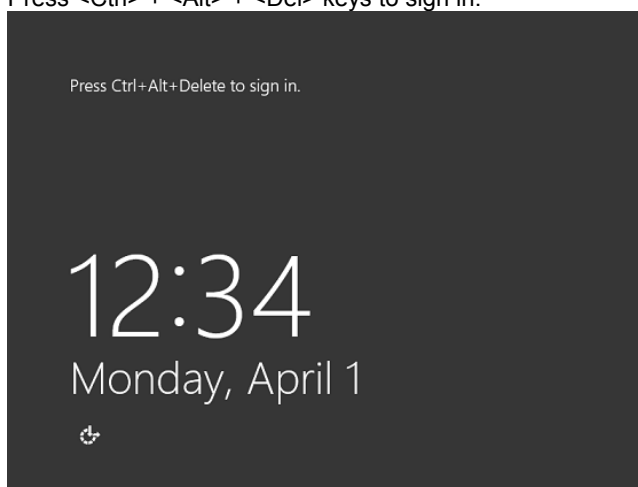 Press <Ctrl> + <Alt> + <Del> keys to sign in.
Press Ctrl+Alt+Delete to sign in.
12:34
Monday, April 1